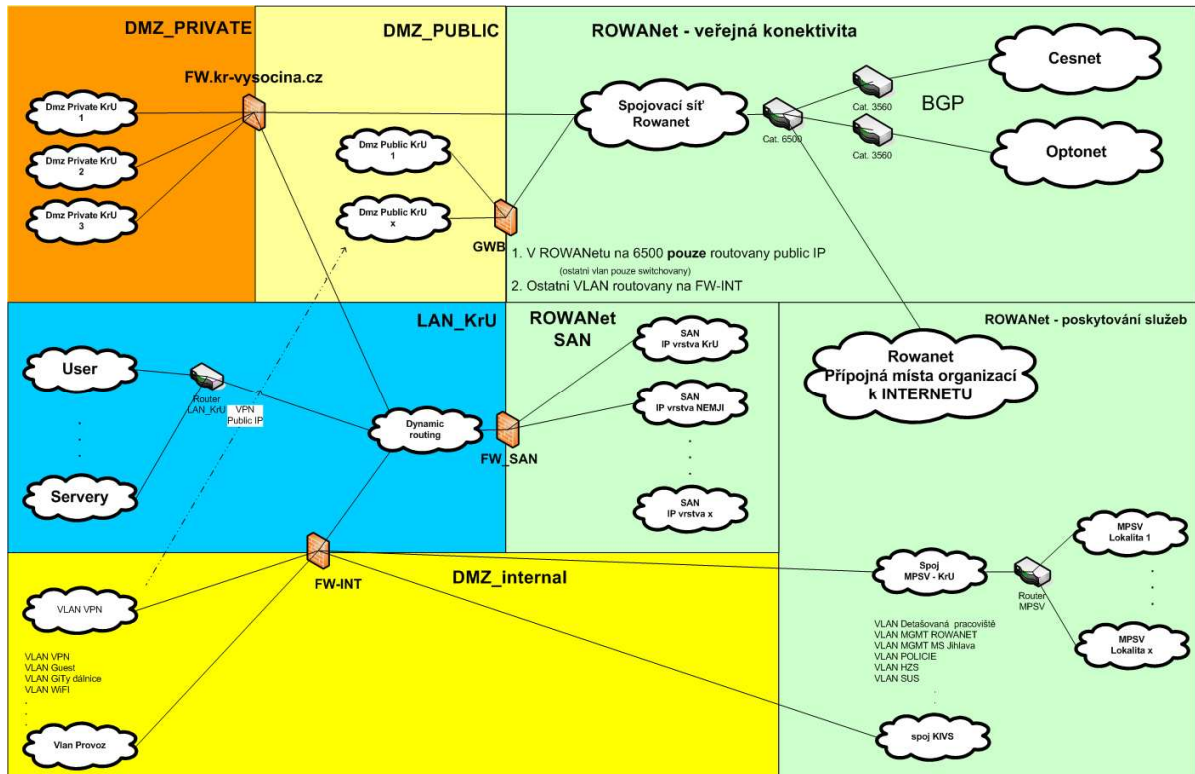 DMZ_PRIVATE
DMZ_PUBLIC
ROWANet - veřejná konektivita
FW.kr-vysocina.cz
Dmz Private KrU
1
Dmz Private KrU
2
Dmz Private KrU
3
Dmz Public KrU
1
Dmz Public KrU
x
GWB
Spojovací síť
Rowanet
Cat. 6500
Cat. 3560
Cat. 3560
BGP
Cesnet
Optonet
1. V ROWANetu na 6500 pouze routovany public IP
(ostatni vlan pouze switchovany)
2. Ostatni VLAN routovany na FW-INT
LAN_KrU
User
Router
LAN_KrU
VPN
Public IP
Servery
Dynamic
routing
FW_SAN
ROWANet
SAN
SAN
IP vrstva KrU
SAN
IP vrstva NEMJI
SAN
IP vrstva x
ROWANet - poskytování služeb
Rowanet
Přípojná místa organizací
k INTERNETU
Spoj
MPSV - KrU
Router
MPSV
MPSV
Lokalita 1
MPSV
Lokalita x
VLAN Detašovaná pracoviště
VLAN MGMT ROWANET
VLAN MGMT MS Jihlava
VLAN POLICIE
VLAN HZS
VLAN SUS
spoj KIVS
FW-INT
DMZ_internal
VLAN VPN
VLAN VPN
VLAN Guest
VLAN GiTy dálnice
VLAN WiFI
Vlan Provoz